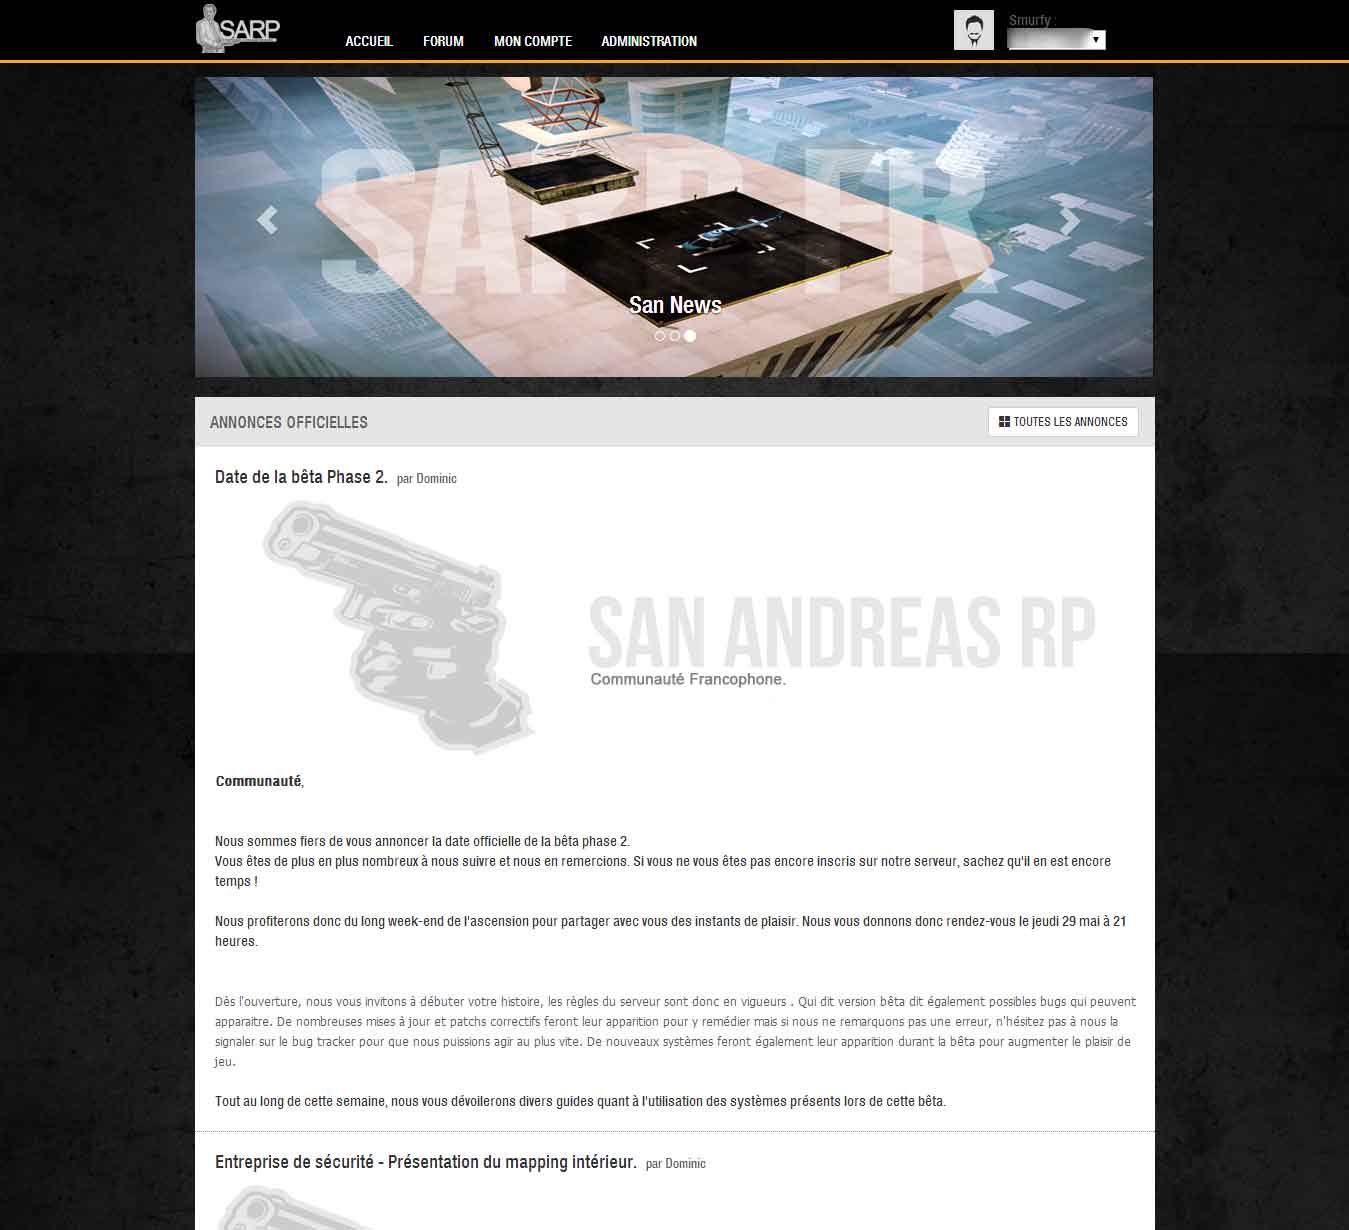 SARP
ACCUEIL FORUM MON COMPTE ADMINISTRATION
Smurfy :
SARP FR
San News
ANNONCES OFFICIELLES
TOUTES LES ANNONCES
Date de la bêta Phase 2. par Dominic
SAN ANDREAS RP
Communauté Francophone.
Communauté,
Nous sommes fiers de vous annoncer la date officielle de la bêta phase 2.
Vous êtes de plus en plus nombreux à nous suivre et nous en remercions. Si vous ne vous êtes pas encore inscris sur notre serveur, sachez qu'il en est encore
temps !
Nous profiterons donc du long week-end de l'ascension pour partager avec vous des instants de plaisir. Nous vous donnons donc rendez-vous le jeudi 29 mai à 21
heures.
Dès l'ouverture, nous vous invitons à débuter votre histoire, les règles du serveur sont donc en vigueurs . Qui dit version bêta dit également possibles bugs qui peuvent
apparaitre. De nombreuses mises à jour et patchs correctifs feront leur apparition pour y remédier mais si nous ne remarquons pas une erreur, n'hésitez pas à nous la
signaler sur le bug tracker pour que nous puissions agir au plus vite. De nouveaux systèmes feront également leur apparition durant la bêta pour augmenter le plaisir de
jeu.
Tout au long de cette semaine, nous vous dévoilerons divers guides quant à l'utilisation des systèmes présents lors de cette bêta.
Entreprise de sécurité - Présentation du mapping intérieur. par Dominic